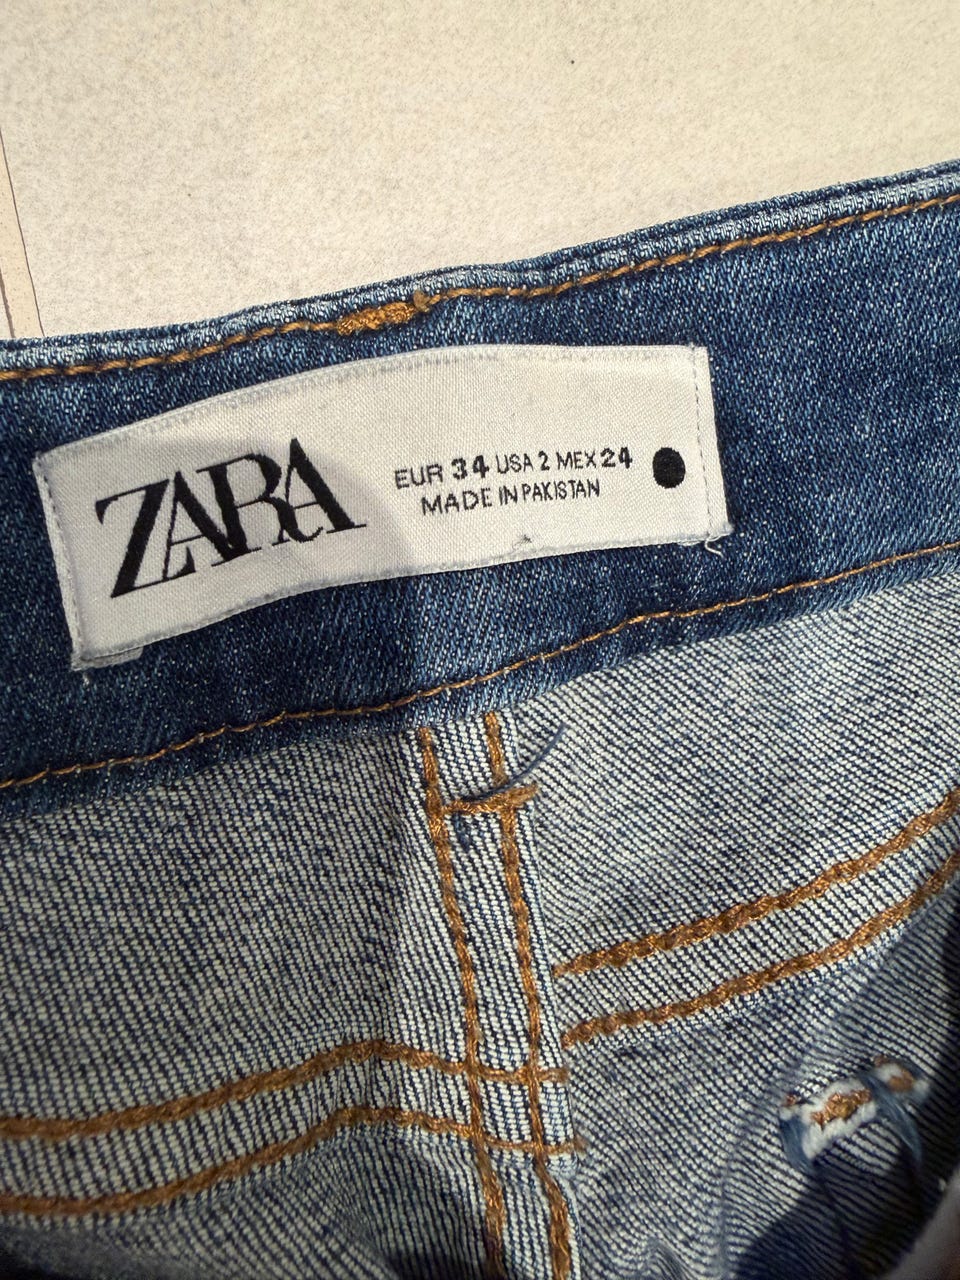 ZARA
EUR 34 USA 2 MEX 24
MADE IN PAKISTAN